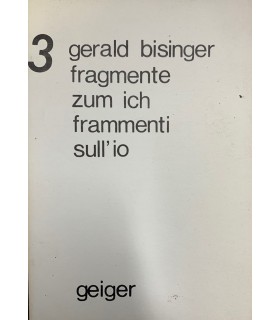 3 gerald bisinger
fragmente
zum ich
frammenti
sull'io
geiger